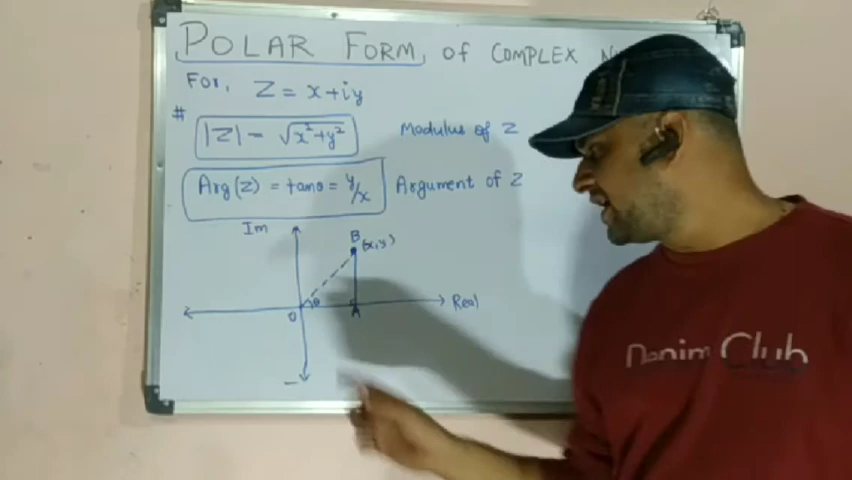 POLAR FORM, of COMPLEX
For, Z = x + iy
#
|Z| = √x²+y² Modulus of Z
Arg(z) = tanθ = y/x Argument of Z
Im
B
(x,y)
θ
O
A
Real
Denim Club